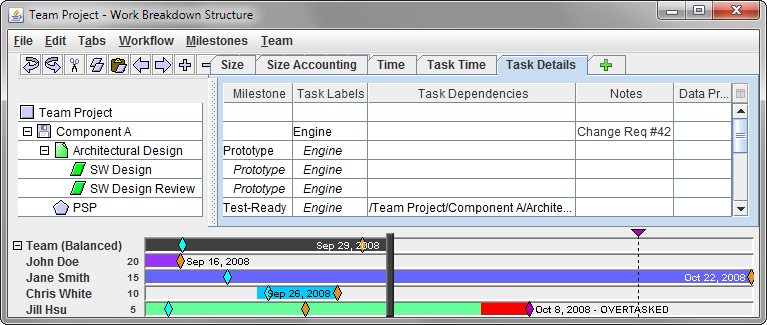 Team Project - Work Breakdown Structure
File Edit Tabs Workflow Milestones Team
Size Size Accounting Time Task Time Task Details
Milestone Task Labels Task Dependencies Notes Data Pr...
Team Project
Component A Engine Change Req #42
Architectural Design Prototype Engine
SW Design Prototype Engine
SW Design Review Prototype Engine
PSP Test-Ready Engine /Team Project/Component A/Archite...
Team (Balanced) Sep 29, 2008
John Doe 20 Sep 16, 2008
Jane Smith 15 Oct 22, 2008
Chris White 10 Sep 26, 2008
Jill Hsu 5 Oct 8, 2008 - OVERTASKED